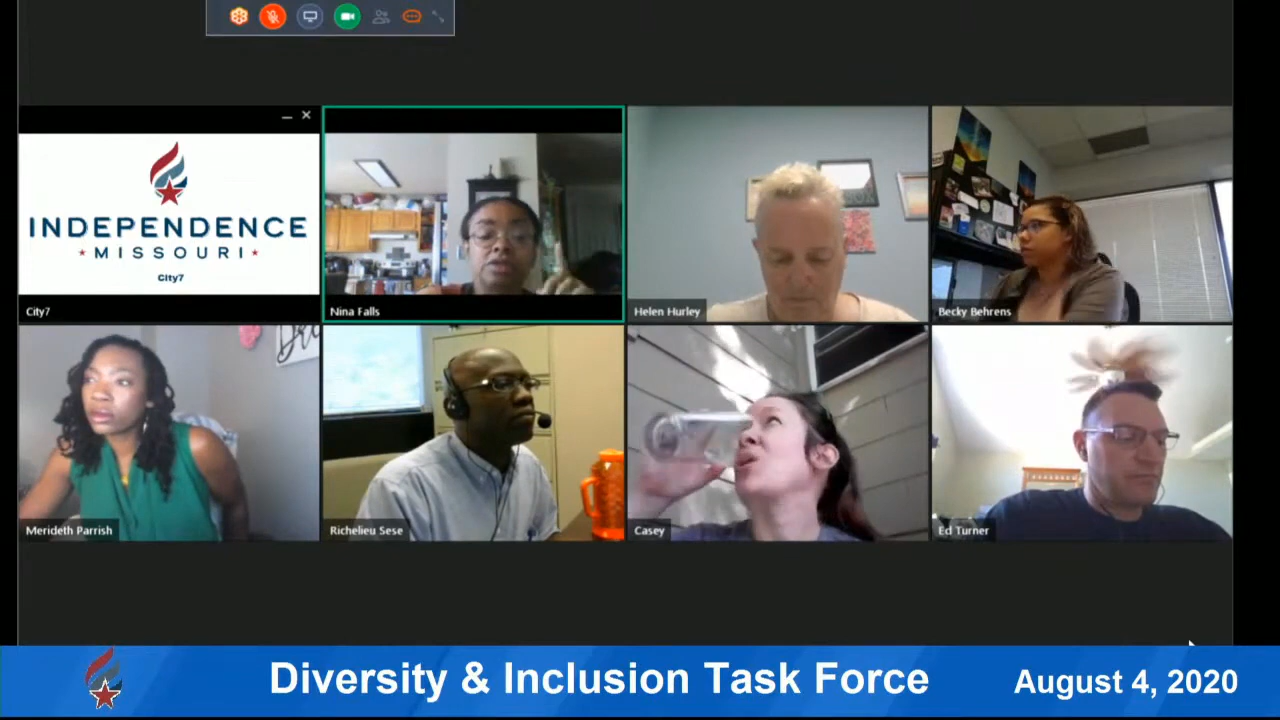 INDEPENDENCE
MISSOURI
City7
City7
Nina Falls
Helen Hurley
Becky Behrens
Merideth Parrish
Richelieu Sese
Casey
Ed Turner
Diversity & Inclusion Task Force
August 4, 2020